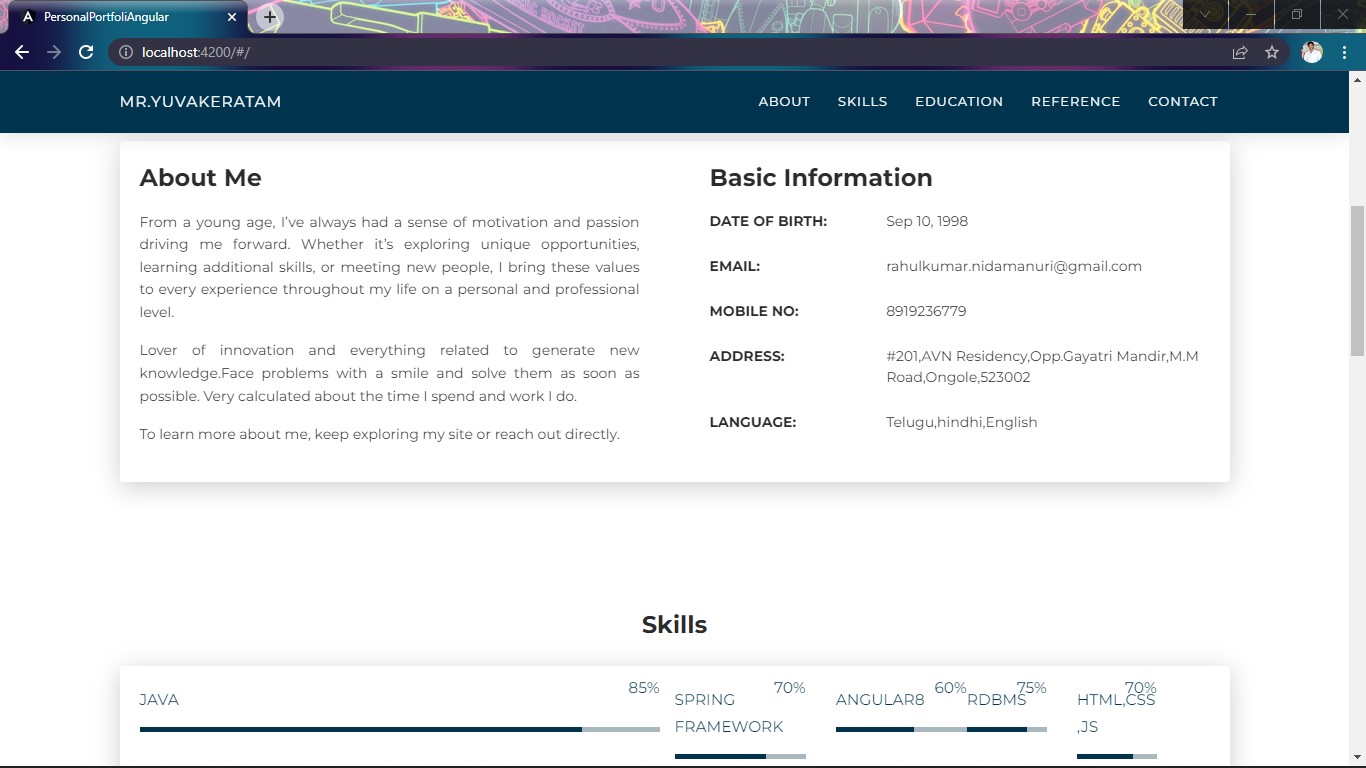 PersonalPortfoliAngular
localhost:4200/#/
MR.YUVAKERATAM
ABOUT SKILLS EDUCATION REFERENCE CONTACT
About Me
From a young age, I’ve always had a sense of motivation and passion
driving me forward. Whether it’s exploring unique opportunities,
learning additional skills, or meeting new people, I bring these values
to every experience throughout my life on a personal and professional
level.
Lover of innovation and everything related to generate new
knowledge.Face problems with a smile and solve them as soon as
possible. Very calculated about the time I spend and work I do.
To learn more about me, keep exploring my site or reach out directly.
Basic Information
DATE OF BIRTH: Sep 10, 1998
EMAIL: rahulkumar.nidamanuri@gmail.com
MOBILE NO: 8919236779
ADDRESS: #201,AVN Residency,Opp.Gayatri Mandir,M.M
Road,Ongole,523002
LANGUAGE: Telugu,hindhi,English
Skills
JAVA 85%
SPRING 70%
FRAMEWORK
ANGULAR8 60%
RDBMS 75%
HTML,CSS 70%
,JS